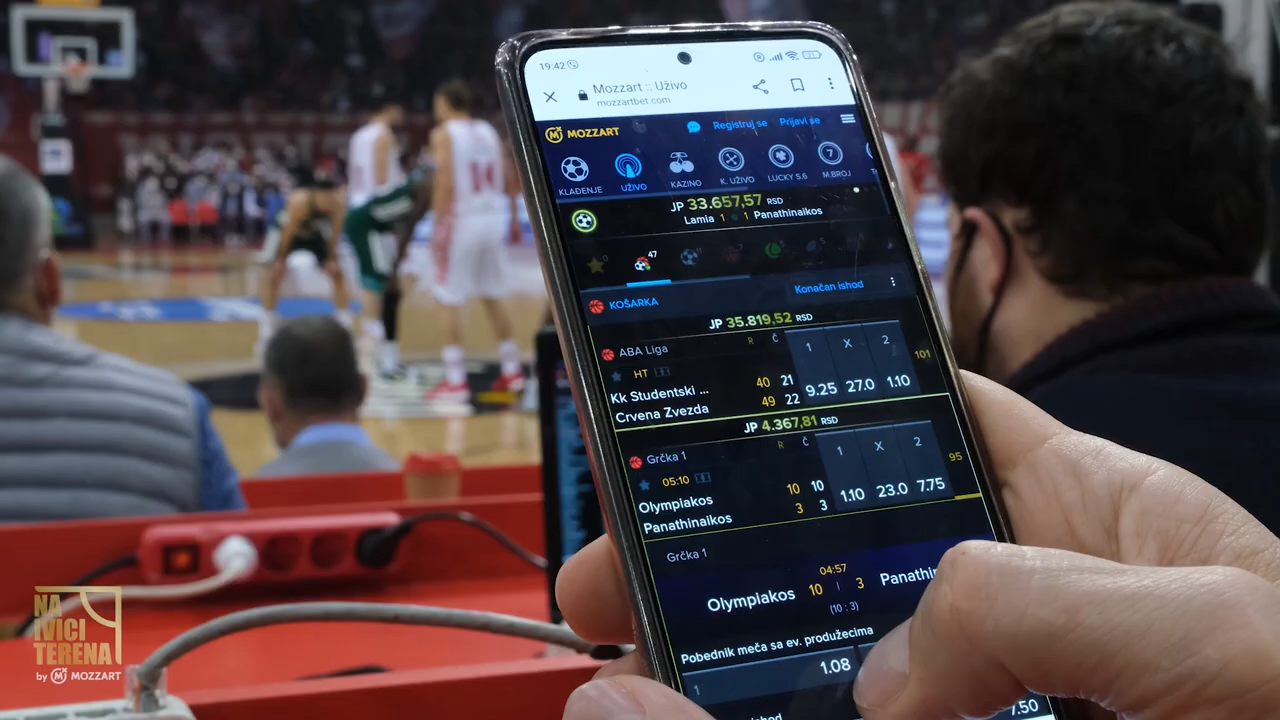 19.42
Mozzart :: Uživo
mozzartbet.com
MOZZART
Registruj se
Prijavi se
KLAĐENJE
UŽIVO
KAZINO
K. UŽIVO
LUCKY 5.6
M.BROJ
JP 33.657,57 RSD
Lamia 1 1 Panathinaikos
47
KOŠARKA
Konačan ishod
JP 35.819,52 RSD
ABA Liga
R Č
1 X 2
HT
101
Kk Studentski ... 40 21
Crvena Zvezda 49 22
9.25 27.0 1.10
JP 4.367,81 RSD
Grčka 1
R Č
1 X 2
05:10
95
Olympiakos 10 10
Panathinaikos 3 3
1.10 23.0 7.75
Grčka 1
04:57
Olympiakos 10 3 Panathin
(10 : 3)
Pobednik meča sa ev. produžecima
1 1.08
7.50
14
NA
IVICI
TERENA
by MOZZART